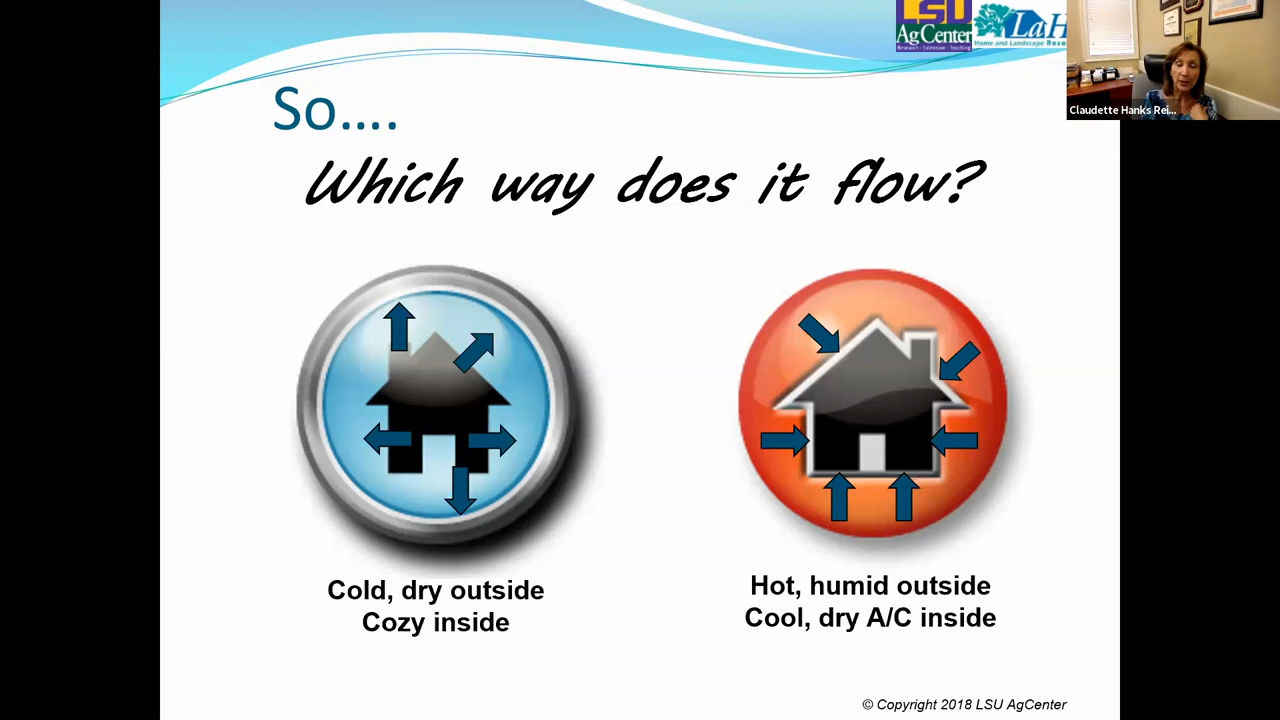 LSU
AgCenter
Research · Extension · Teaching
LaH
Home and Landscape Reso
Claudette Hanks Rei...
So....
Which way does it flow?
Cold, dry outside
Cozy inside
Hot, humid outside
Cool, dry A/C inside
© Copyright 2018 LSU AgCenter